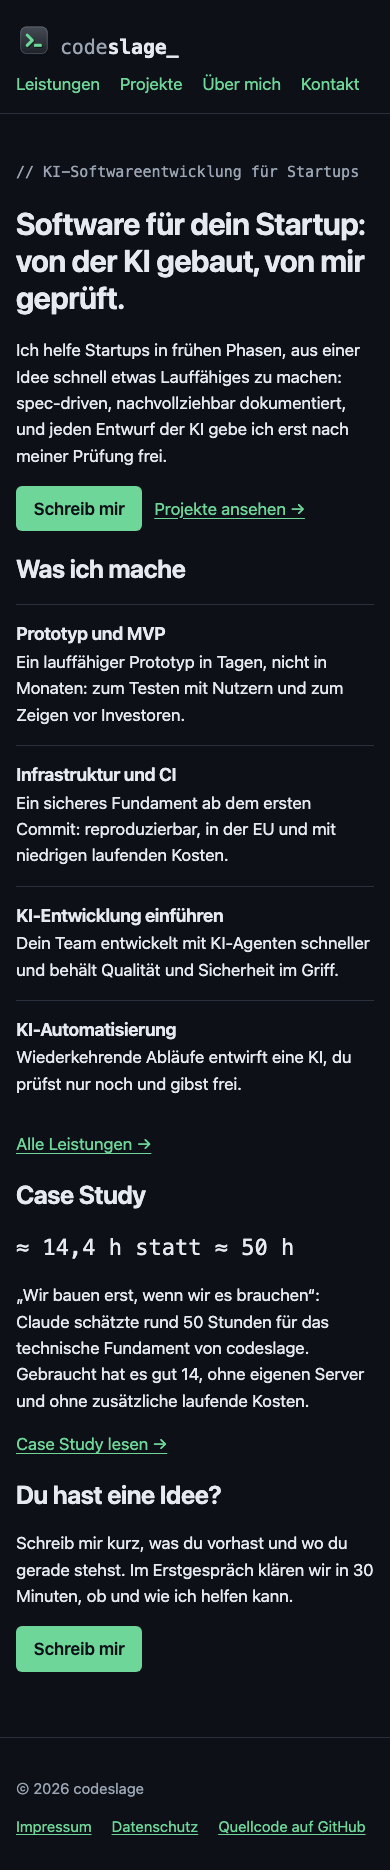 codeslage_
Leistungen Projekte Über mich Kontakt
// KI-Softwareentwicklung für Startups
Software für dein Startup:
von der KI gebaut, von mir
geprüft.
Ich helfe Startups in frühen Phasen, aus einer
Idee schnell etwas Lauffähiges zu machen:
spec-driven, nachvollziehbar dokumentiert,
und jeden Entwurf der KI gebe ich erst nach
meiner Prüfung frei.
Schreib mir Projekte ansehen →
Was ich mache
Prototyp und MVP
Ein lauffähiger Prototyp in Tagen, nicht in
Monaten: zum Testen mit Nutzern und zum
Zeigen vor Investoren.
Infrastruktur und CI
Ein sicheres Fundament ab dem ersten
Commit: reproduzierbar, in der EU und mit
niedrigen laufenden Kosten.
KI-Entwicklung einführen
Dein Team entwickelt mit KI-Agenten schneller
und behält Qualität und Sicherheit im Griff.
KI-Automatisierung
Wiederkehrende Abläufe entwirft eine KI, du
prüfst nur noch und gibst frei.
Alle Leistungen →
Case Study
≈ 14,4 h statt ≈ 50 h
„Wir bauen erst, wenn wir es brauchen“:
Claude schätzte rund 50 Stunden für das
technische Fundament von codeslage.
Gebraucht hat es gut 14, ohne eigenen Server
und ohne zusätzliche laufende Kosten.
Case Study lesen →
Du hast eine Idee?
Schreib mir kurz, was du vorhast und wo du
gerade stehst. Im Erstgespräch klären wir in 30
Minuten, ob und wie ich helfen kann.
Schreib mir
© 2026 codeslage
Impressum Datenschutz Quellcode auf GitHub